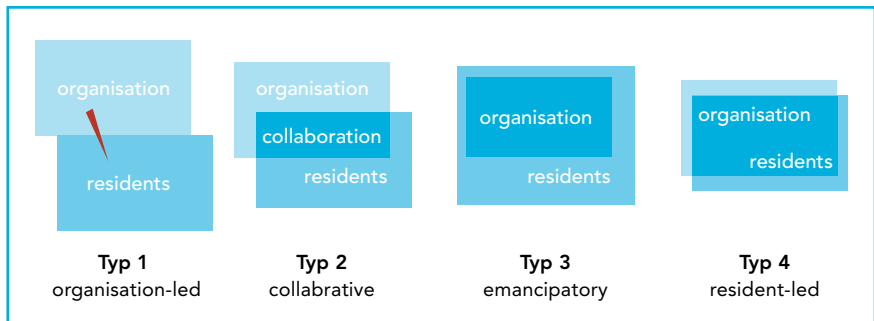 organisation
residents
Typ 1
organisation-led
organisation
collaboration
residents
Typ 2
collabrative
organisation
residents
Typ 3
emancipatory
organisation
residents
Typ 4
resident-led